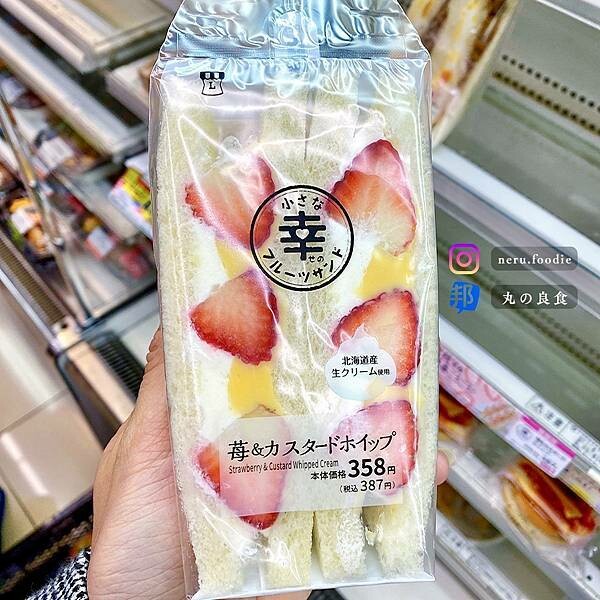 L
小さな
幸せの
フルーツサンド
neru.foodie
邦
丸の良食
北海道産
生クリーム使用
苺&カスタードホイップ
Strawberry & Custard Whipped Cream
本体価格 358円
(税込 387円)